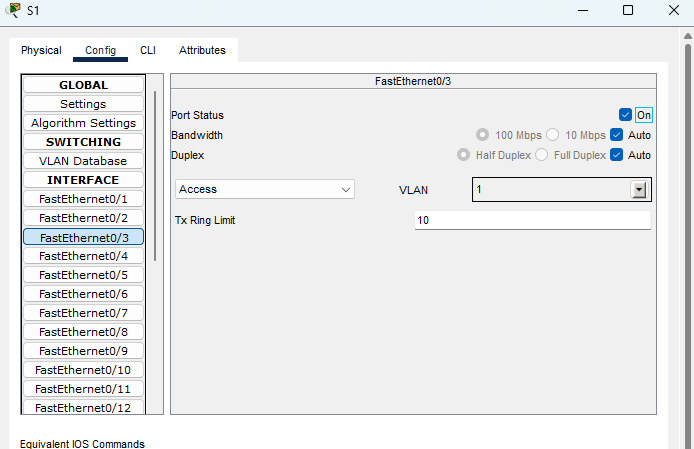 S1
Physical Config CLI Attributes
GLOBAL
Settings
Algorithm Settings
SWITCHING
VLAN Database
INTERFACE
FastEthernet0/1
FastEthernet0/2
FastEthernet0/3
FastEthernet0/4
FastEthernet0/5
FastEthernet0/6
FastEthernet0/7
FastEthernet0/8
FastEthernet0/9
FastEthernet0/10
FastEthernet0/11
FastEthernet0/12
FastEthernet0/3
Port Status On
Bandwidth 100 Mbps 10 Mbps Auto
Duplex Half Duplex Full Duplex Auto
Access VLAN 1
Tx Ring Limit 10
Equivalent IOS Commands